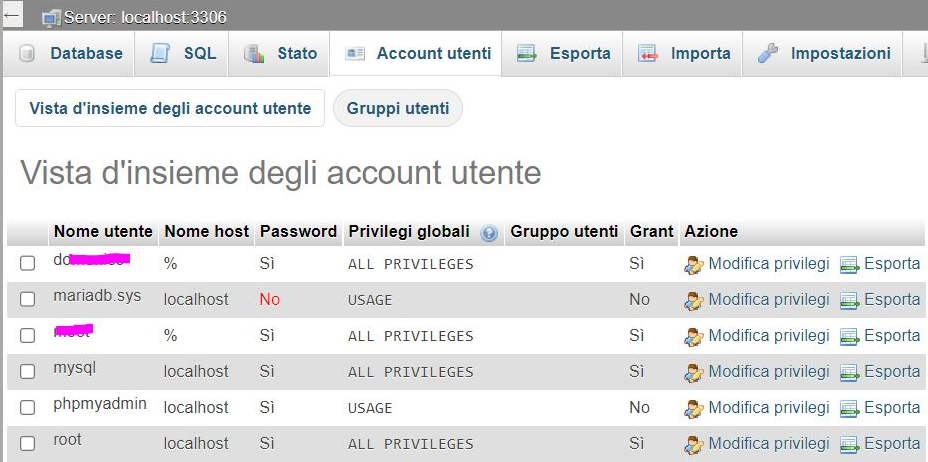 Server: localhost:3306
Database SQL Stato Account utenti Esporta Importa Impostazioni
Vista d'insieme degli account utente Gruppi utenti
Vista d'insieme degli account utente
Nome utente Nome host Password Privilegi globali Gruppo utenti Grant Azione
% Sì ALL PRIVILEGES Sì Modifica privilegi Esporta
mariadb.sys localhost No USAGE No Modifica privilegi Esporta
% Sì ALL PRIVILEGES Sì Modifica privilegi Esporta
mysql localhost Sì ALL PRIVILEGES Sì Modifica privilegi Esporta
phpmyadmin localhost Sì USAGE No Modifica privilegi Esporta
root localhost Sì ALL PRIVILEGES Sì Modifica privilegi Esporta